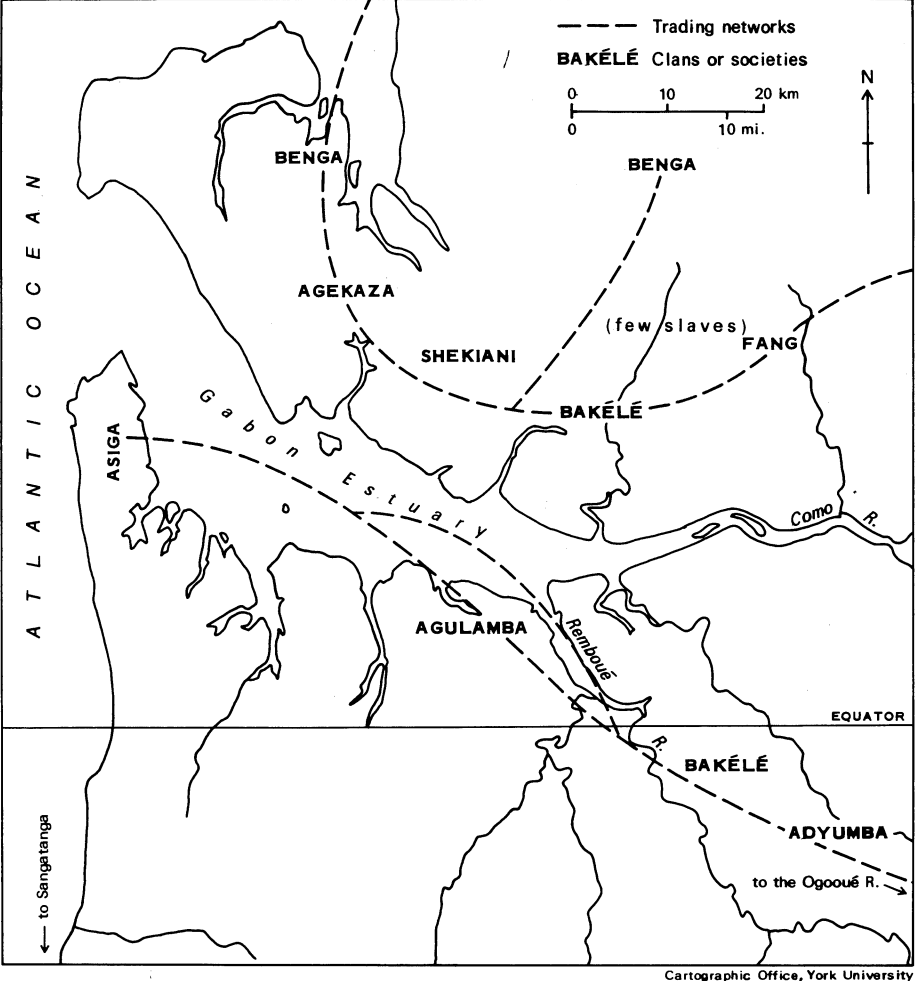 Trading networks
BAKÉLÉ Clans or societies
0 10 20 km
0 10 mi.
N
BENGA
BENGA
ATLANTIC OCEAN
AGEKAZA
(few slaves)
FANG
SHEKIANI
BAKÉLÉ
Gabon Estuary
ASIGA
Como R.
AGULAMBA
Remboué R.
EQUATOR
BAKÉLÉ
ADYUMBA
to the Ogooué R.
to Sangatanga
Cartographic Office, York University